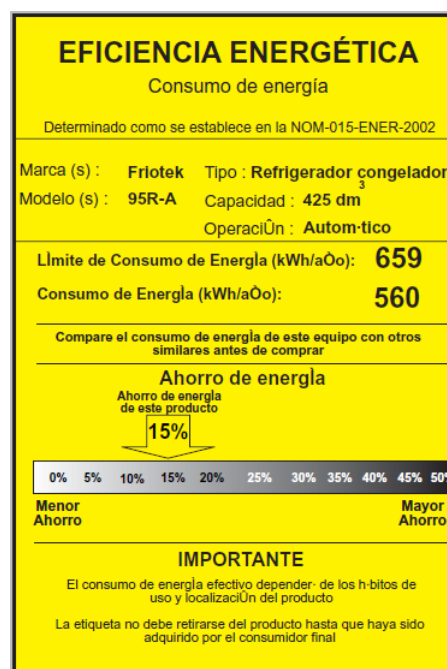 EFICIENCIA ENERGÉTICA
Consumo de energía
Determinado como se establece en la NOM-015-ENER-2002
Marca (s) : Friotek Tipo : Refrigerador congelador
Modelo (s) : 95R-A Capacidad : 425 dm3
OperaciÛn : Autom·tico
LÌmite de Consumo de EnergÌa (kWh/aÒo): 659
Consumo de EnergÌa (kWh/aÒo): 560
Compare el consumo de energÌa de este equipo con otros
similares antes de comprar
Ahorro de energÌa
Ahorro de energÌa
de este producto
15%
0% 5% 10% 15% 20% 25% 30% 35% 40% 45% 50%
Menor Mayor
Ahorro Ahorro
IMPORTANTE
El consumo de energÌa efectivo depender· de los h·bitos de
uso y localizaciÛn del producto
La etiqueta no debe retirarse del producto hasta que haya sido
adquirido por el consumidor final